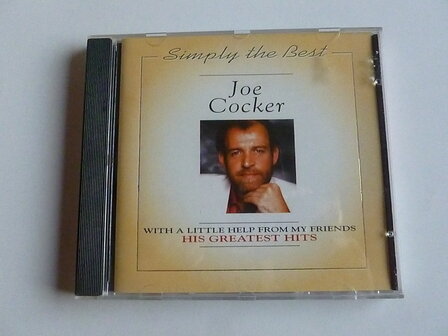 Simply the Best
Joe
Cocker
WITH A LITTLE HELP FROM MY FRIENDS
HIS GREATEST HITS